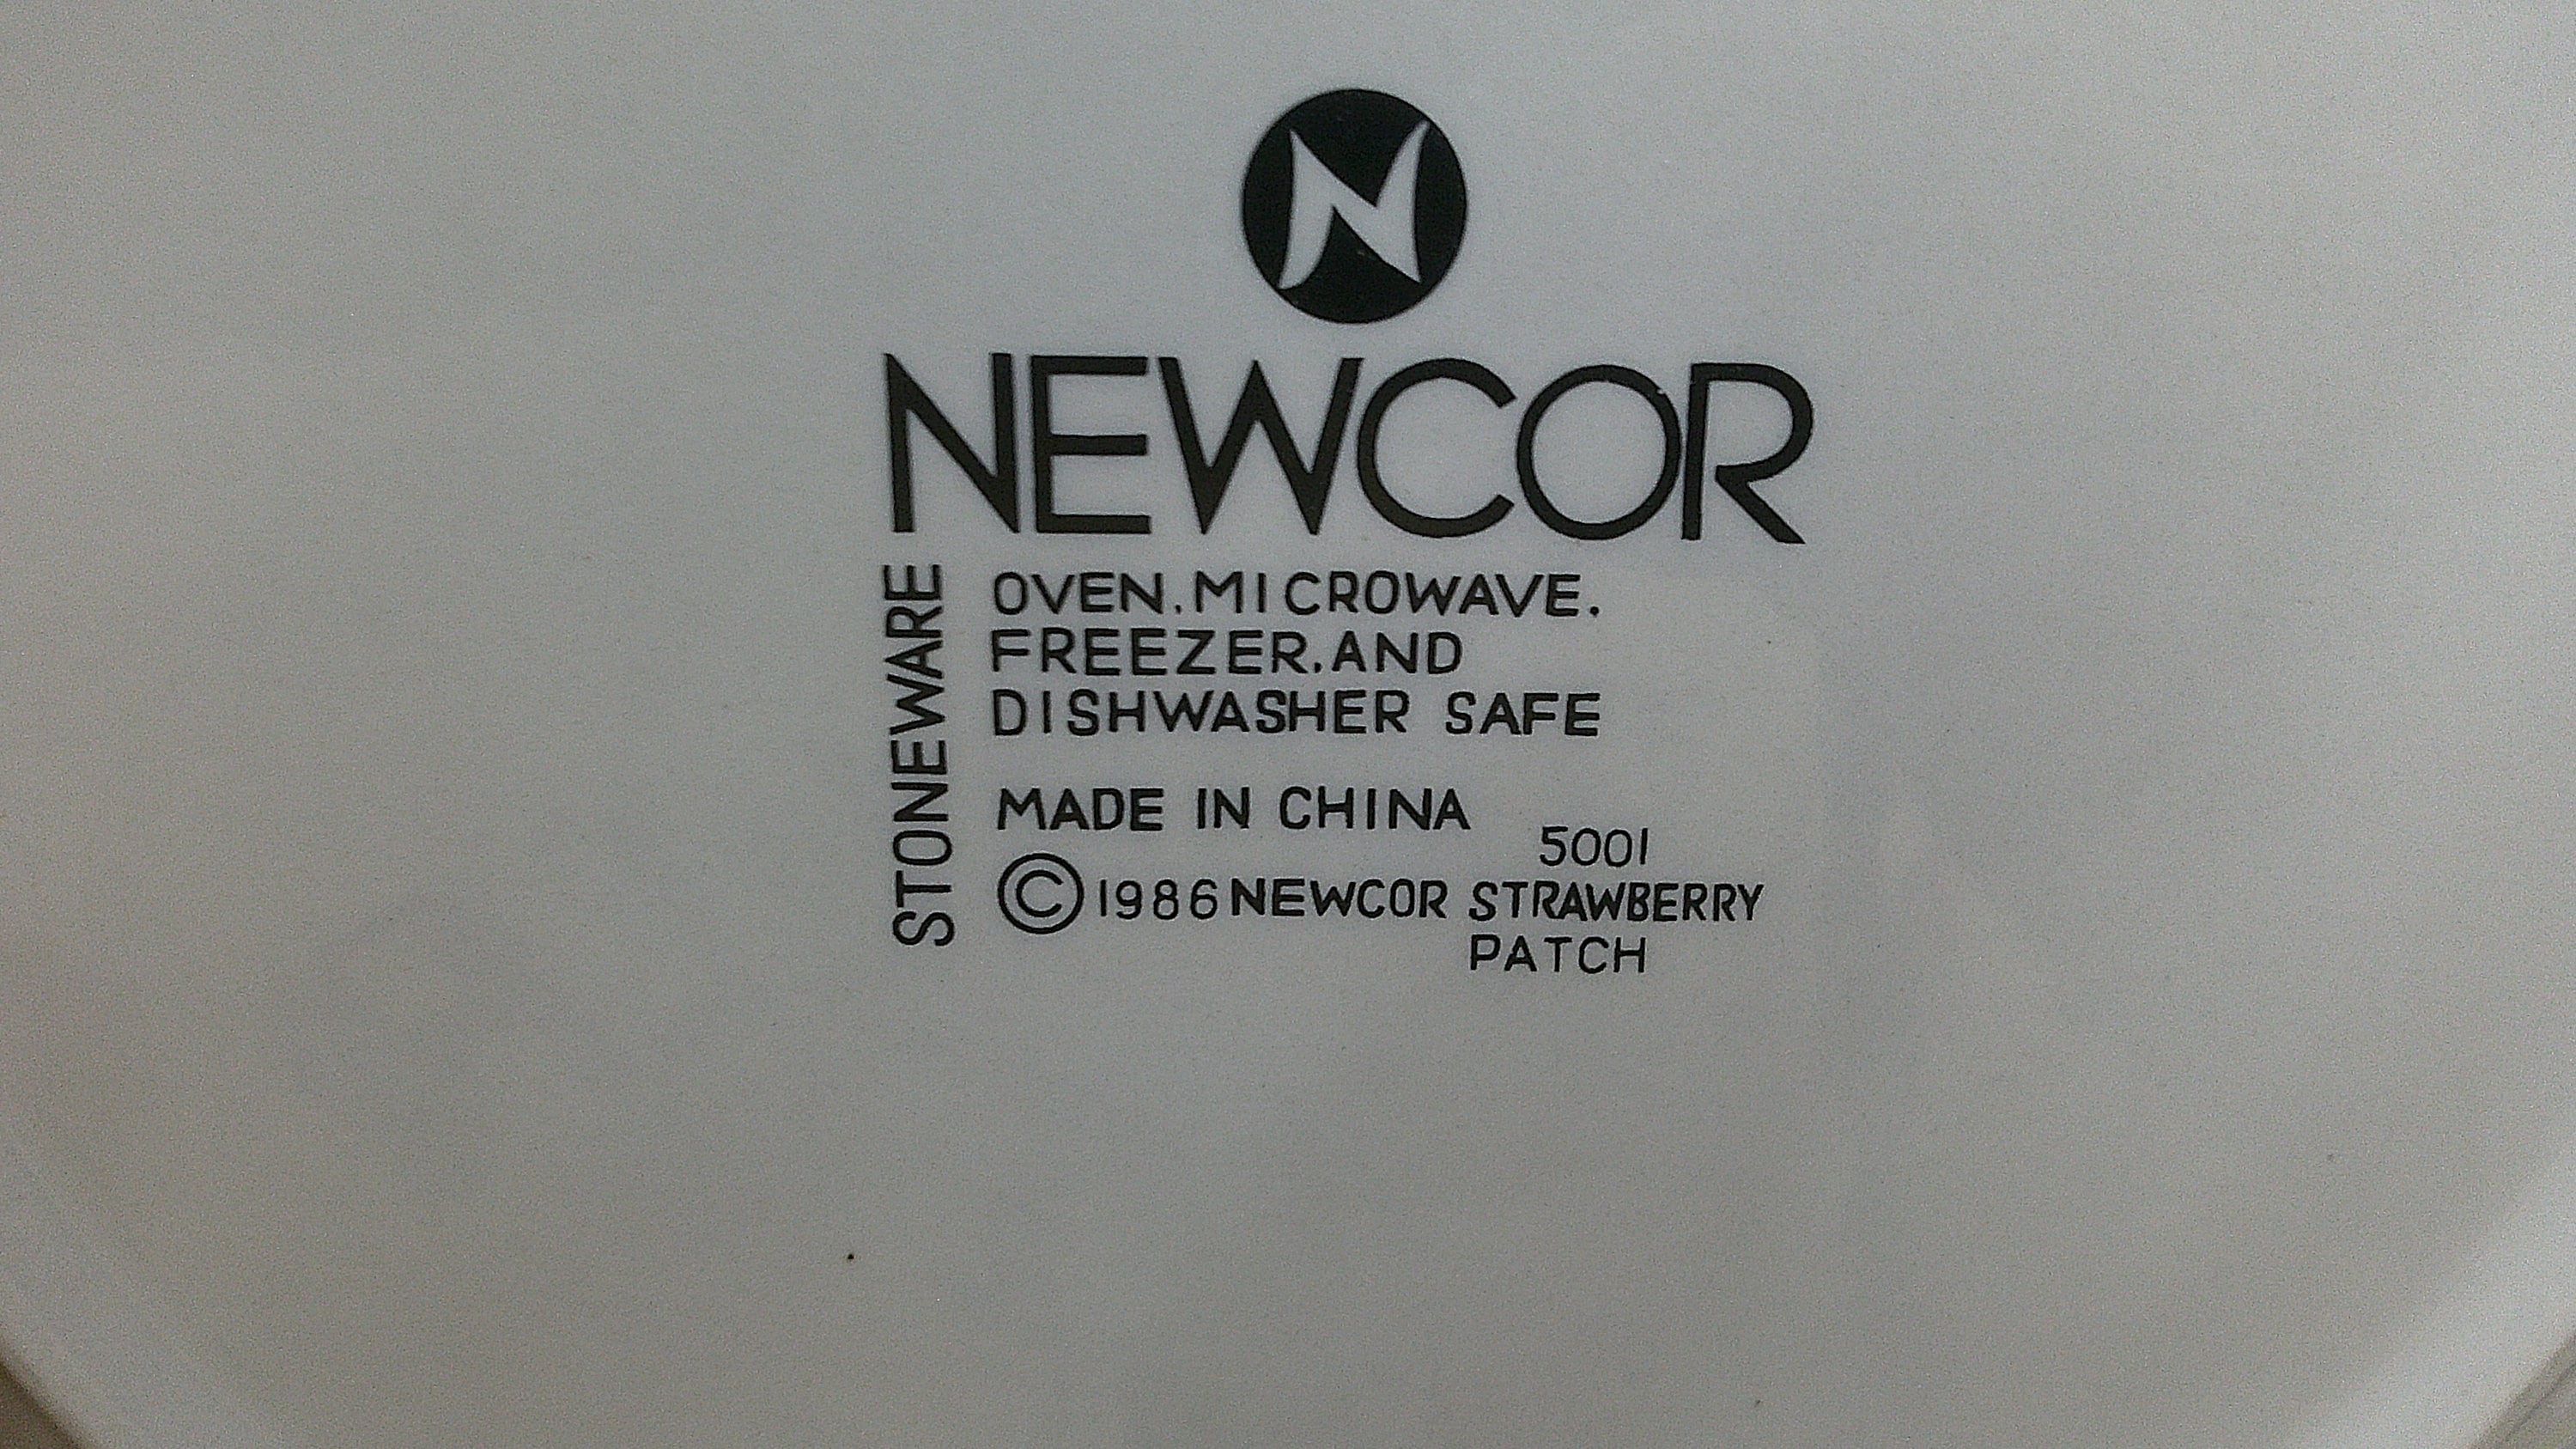 N
NEWCOR
STONEWARE
OVEN.MICROWAVE.
FREEZER.AND
DISHWASHER SAFE
MADE IN CHINA
5001
©1986 NEWCOR STRAWBERRY
PATCH